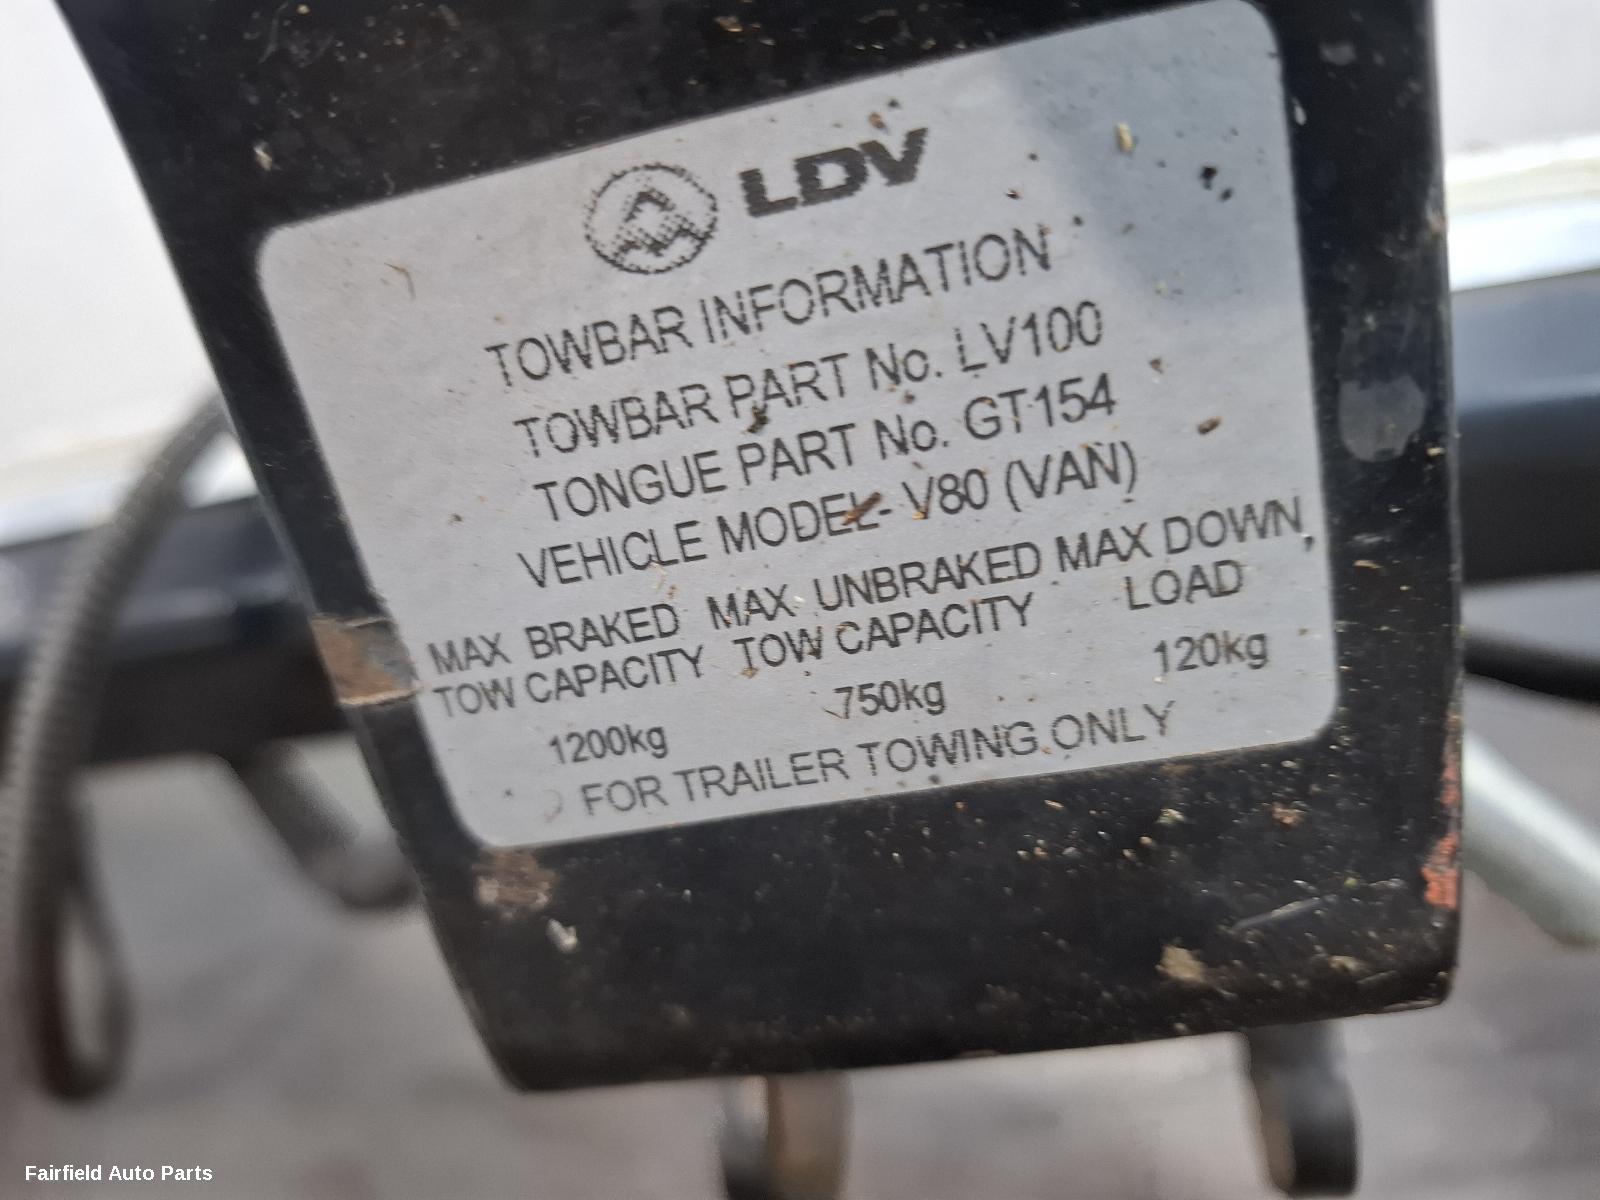 LDV
TOWBAR INFORMATION
TOWBAR PART No. LV100
TONGUE PART No. GT154
VEHICLE MODEL- V80 (VAN)
MAX BRAKED MAX UNBRAKED MAX DOWN
TOW CAPACITY TOW CAPACITY LOAD
1200kg 750kg 120kg
FOR TRAILER TOWING ONLY
Fairfield Auto Parts